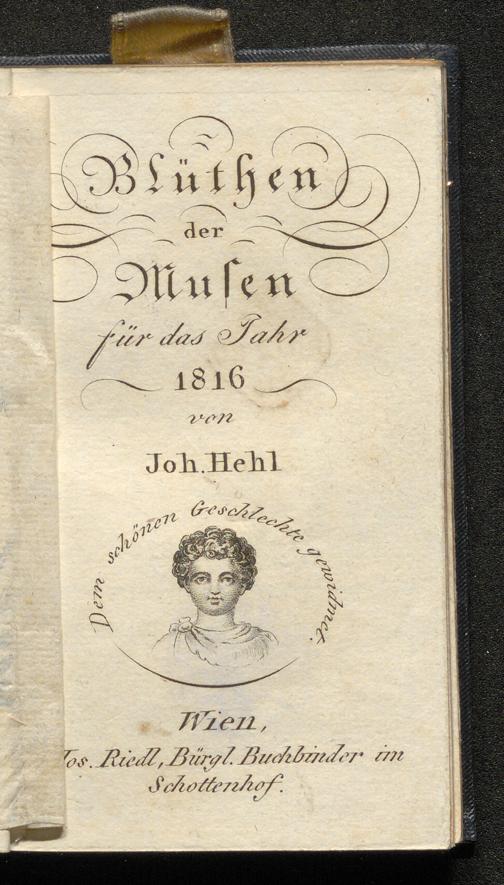 Blüthen
der
Muſen
für das Jahr
1816
von
Joh. Hehl
Dem schönen Geschlechte gewidmet.
Wien,
Jos. Riedl, Bürgl. Buchbinder im
Schottenhof.